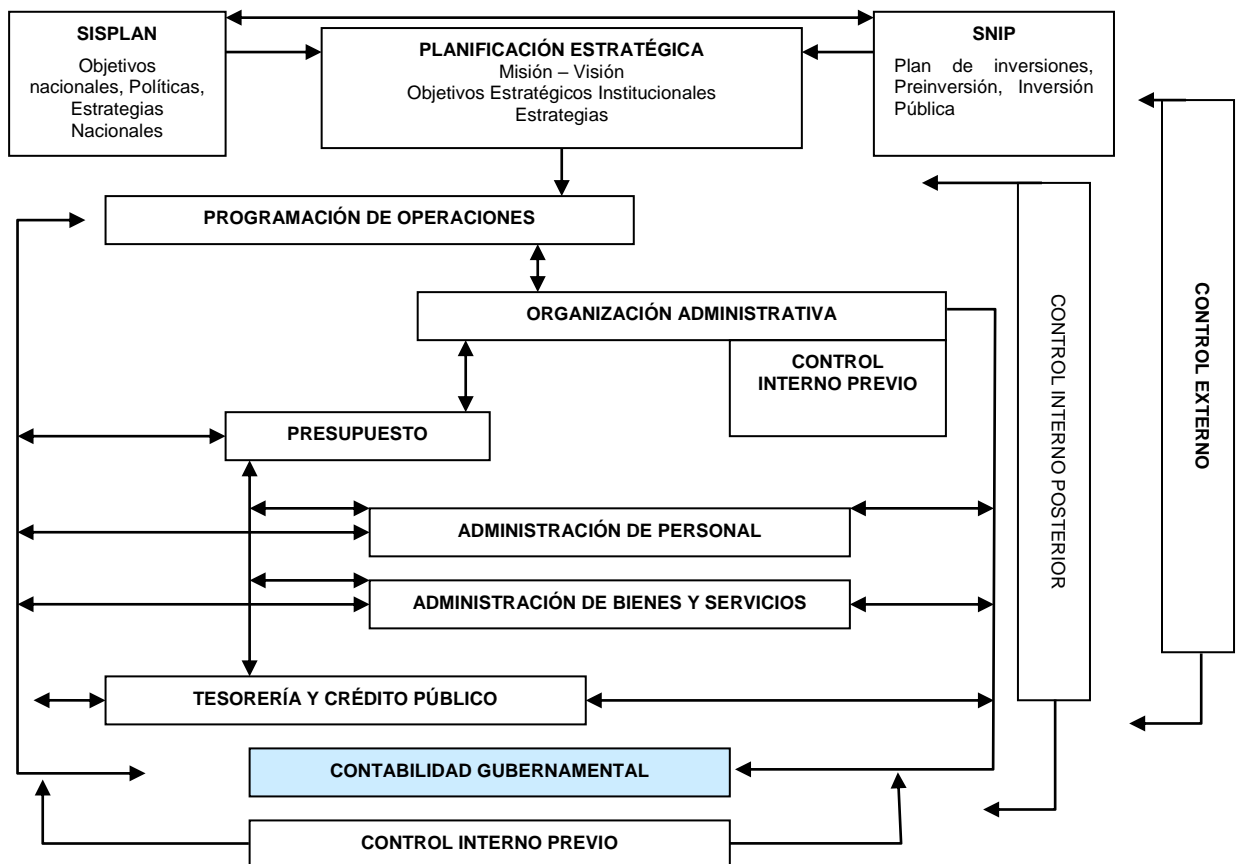 SISPLAN
Objetivos
nacionales, Políticas,
Estrategias
Nacionales
PLANIFICACIÓN ESTRATÉGICA
Misión – Visión
Objetivos Estratégicos Institucionales
Estrategias
SNIP
Plan de inversiones,
Preinversión, Inversión
Pública
PROGRAMACIÓN DE OPERACIONES
ORGANIZACIÓN ADMINISTRATIVA
CONTROL
INTERNO PREVIO
PRESUPUESTO
ADMINISTRACIÓN DE PERSONAL
ADMINISTRACIÓN DE BIENES Y SERVICIOS
TESORERÍA Y CRÉDITO PÚBLICO
CONTABILIDAD GUBERNAMENTAL
CONTROL INTERNO PREVIO
CONTROL INTERNO POSTERIOR
CONTROL EXTERNO